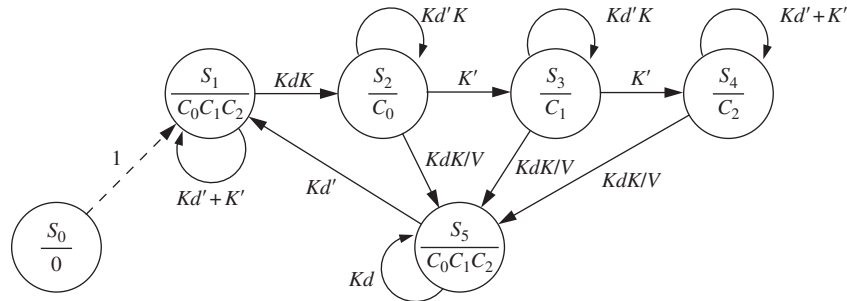 Kd′K
Kd′K
Kd′ + K′
S₁
C₀C₁C₂
KdK
S₂
C₀
K′
S₃
C₁
K′
S₄
C₂
1
Kd′ + K′
Kd′
KdK/V
KdK/V
KdK/V
S₀
0
S₅
C₀C₁C₂
Kd